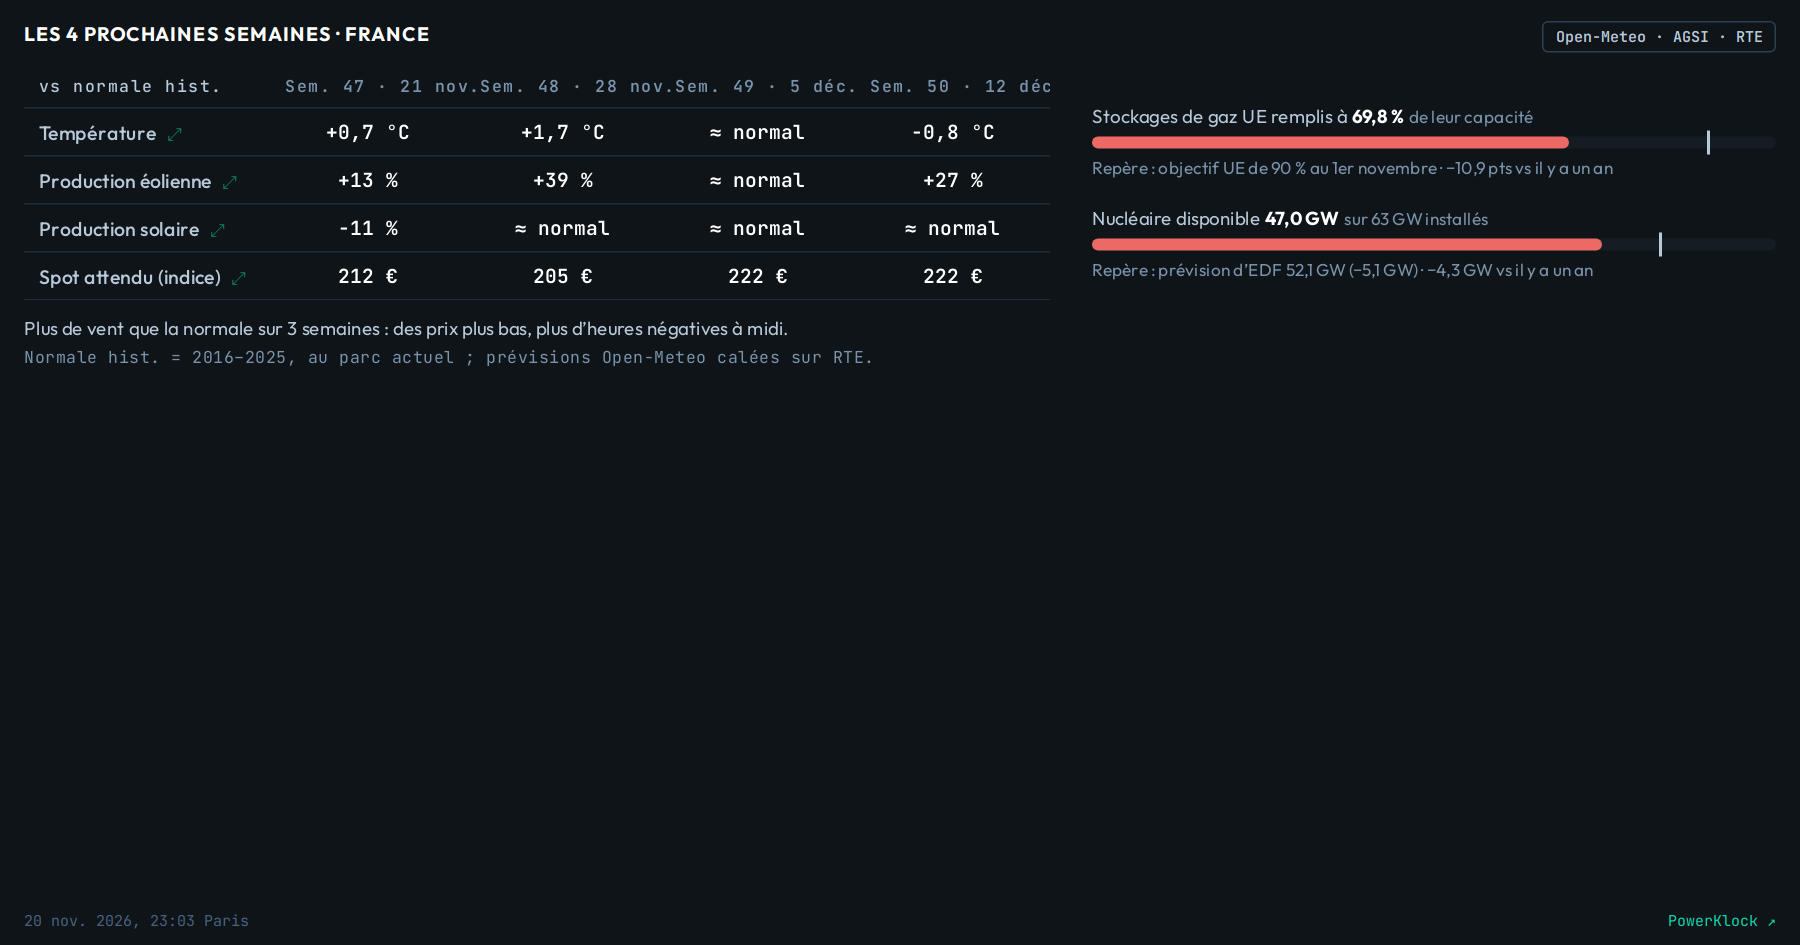 LES 4 PROCHAINES SEMAINES · FRANCE
Open-Meteo · AGSI · RTE
vs normale hist. Sem. 47 · 21 nov. Sem. 48 · 28 nov. Sem. 49 · 5 déc. Sem. 50 · 12 déc
Température ⤢ +0,7 °C +1,7 °C ≈ normal -0,8 °C
Production éolienne ⤢ +13 % +39 % ≈ normal +27 %
Production solaire ⤢ -11 % ≈ normal ≈ normal ≈ normal
Spot attendu (indice) ⤢ 212 € 205 € 222 € 222 €
Plus de vent que la normale sur 3 semaines : des prix plus bas, plus d’heures négatives à midi.
Normale hist. = 2016–2025, au parc actuel ; prévisions Open-Meteo calées sur RTE.
Stockages de gaz UE remplis à 69,8 % de leur capacité
Repère : objectif UE de 90 % au 1er novembre · −10,9 pts vs il y a un an
Nucléaire disponible 47,0 GW sur 63 GW installés
Repère : prévision d’EDF 52,1 GW (−5,1 GW) · −4,3 GW vs il y a un an
20 nov. 2026, 23:03 Paris
PowerKlock ↗